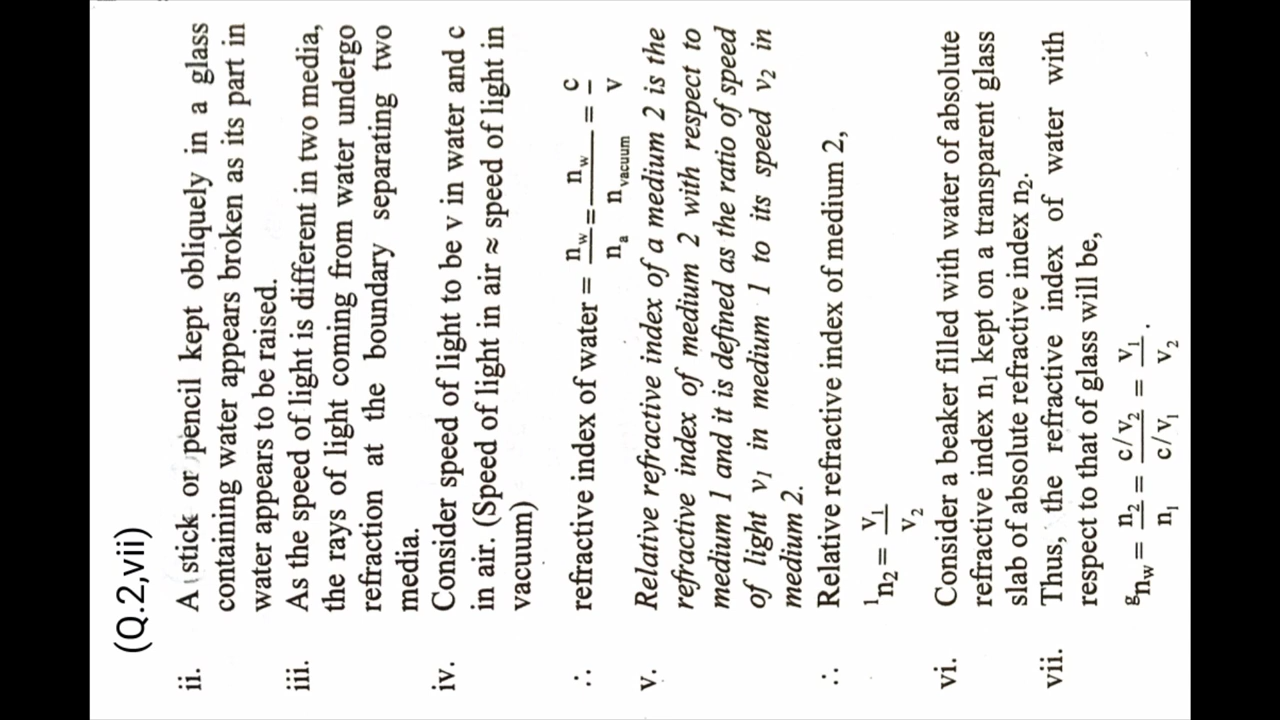 (Q.2,vii)
ii. A stick or pencil kept obliquely in a glass
containing water appears broken as its part in
water appears to be raised.
iii. As the speed of light is different in two media,
the rays of light coming from water undergo
refraction at the boundary separating two
media.
iv. Consider speed of light to be v in water and c
in air. (Speed of light in air ≈ speed of light in
vacuum)
∴ refractive index of water = n_w/n_a = n_w/n_vacuum = c/v
v. Relative refractive index of a medium 2 is the
refractive index of medium 2 with respect to
medium 1 and it is defined as the ratio of speed
of light v₁ in medium 1 to its speed v₂ in
medium 2.
∴ Relative refractive index of medium 2,
¹n₂ = v₁/v₂
vi. Consider a beaker filled with water of absolute
refractive index n₁ kept on a transparent glass
slab of absolute refractive index n₂.
vii. Thus, the refractive index of water with
respect to that of glass will be,
ᵍn_w = n₂/n₁ = (c/v₂)/(c/v₁) = v₁/v₂.